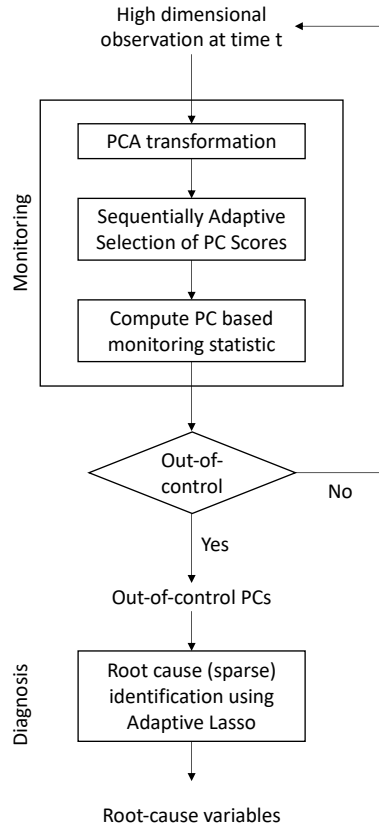 High dimensional
observation at time t
Monitoring
PCA transformation
Sequentially Adaptive
Selection of PC Scores
Compute PC based
monitoring statistic
Out-of-
control
No
Yes
Out-of-control PCs
Diagnosis
Root cause (sparse)
identification using
Adaptive Lasso
Root-cause variables